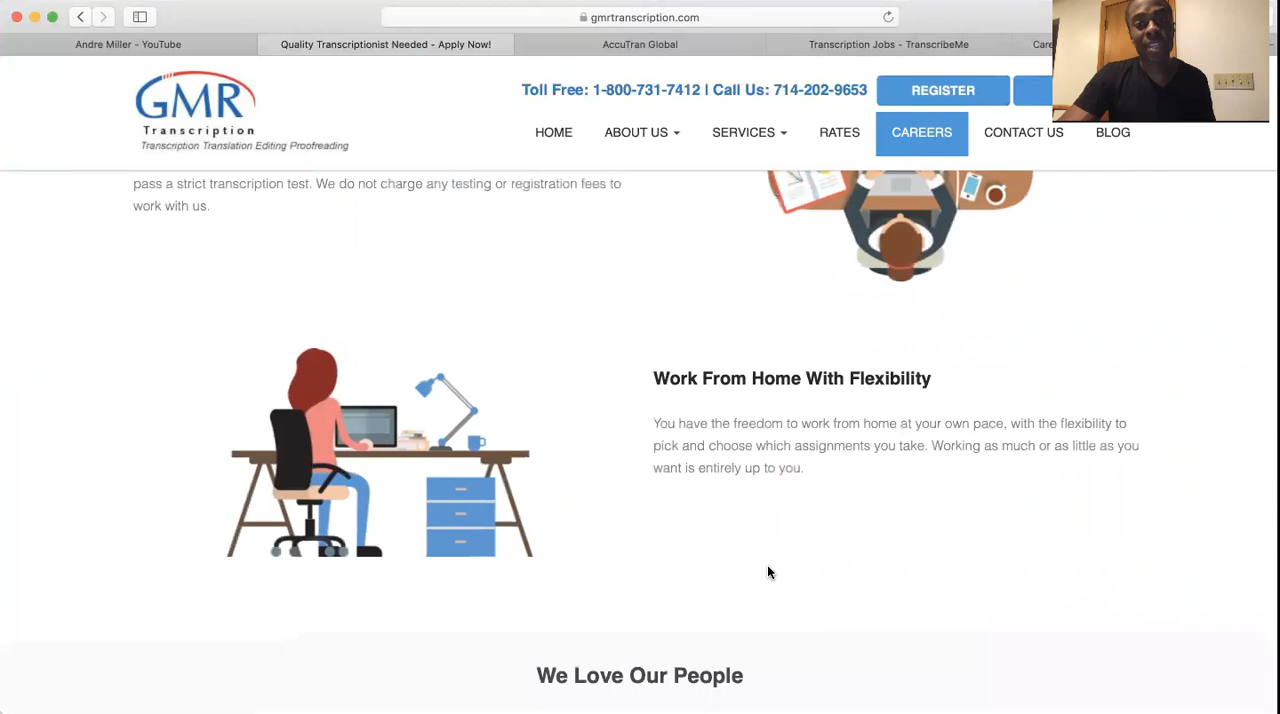 gmrtranscription.com
Andre Miller - YouTube
Quality Transcriptionist Needed - Apply Now!
AccuTran Global
Transcription Jobs - TranscribeMe
GMR
Transcription
Transcription Translation Editing Proofreading
Toll Free: 1-800-731-7412 | Call Us: 714-202-9653
REGISTER
HOME
ABOUT US
SERVICES
RATES
CAREERS
CONTACT US
BLOG
pass a strict transcription test. We do not charge any testing or registration fees to
work with us.
Work From Home With Flexibility
You have the freedom to work from home at your own pace, with the flexibility to
pick and choose which assignments you take. Working as much or as little as you
want is entirely up to you.
We Love Our People